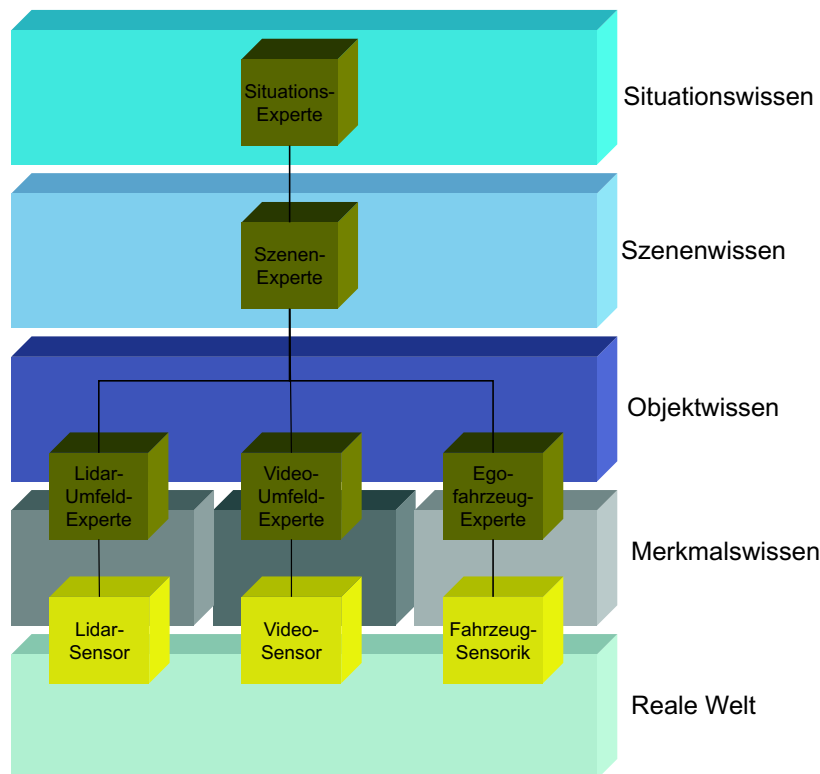 Situations-
Experte
Situationswissen
Szenen-
Experte
Szenenwissen
Objektwissen
Lidar-
Umfeld-
Experte
Video-
Umfeld-
Experte
Ego-
fahrzeug-
Experte
Merkmalswissen
Lidar-
Sensor
Video-
Sensor
Fahrzeug-
Sensorik
Reale Welt